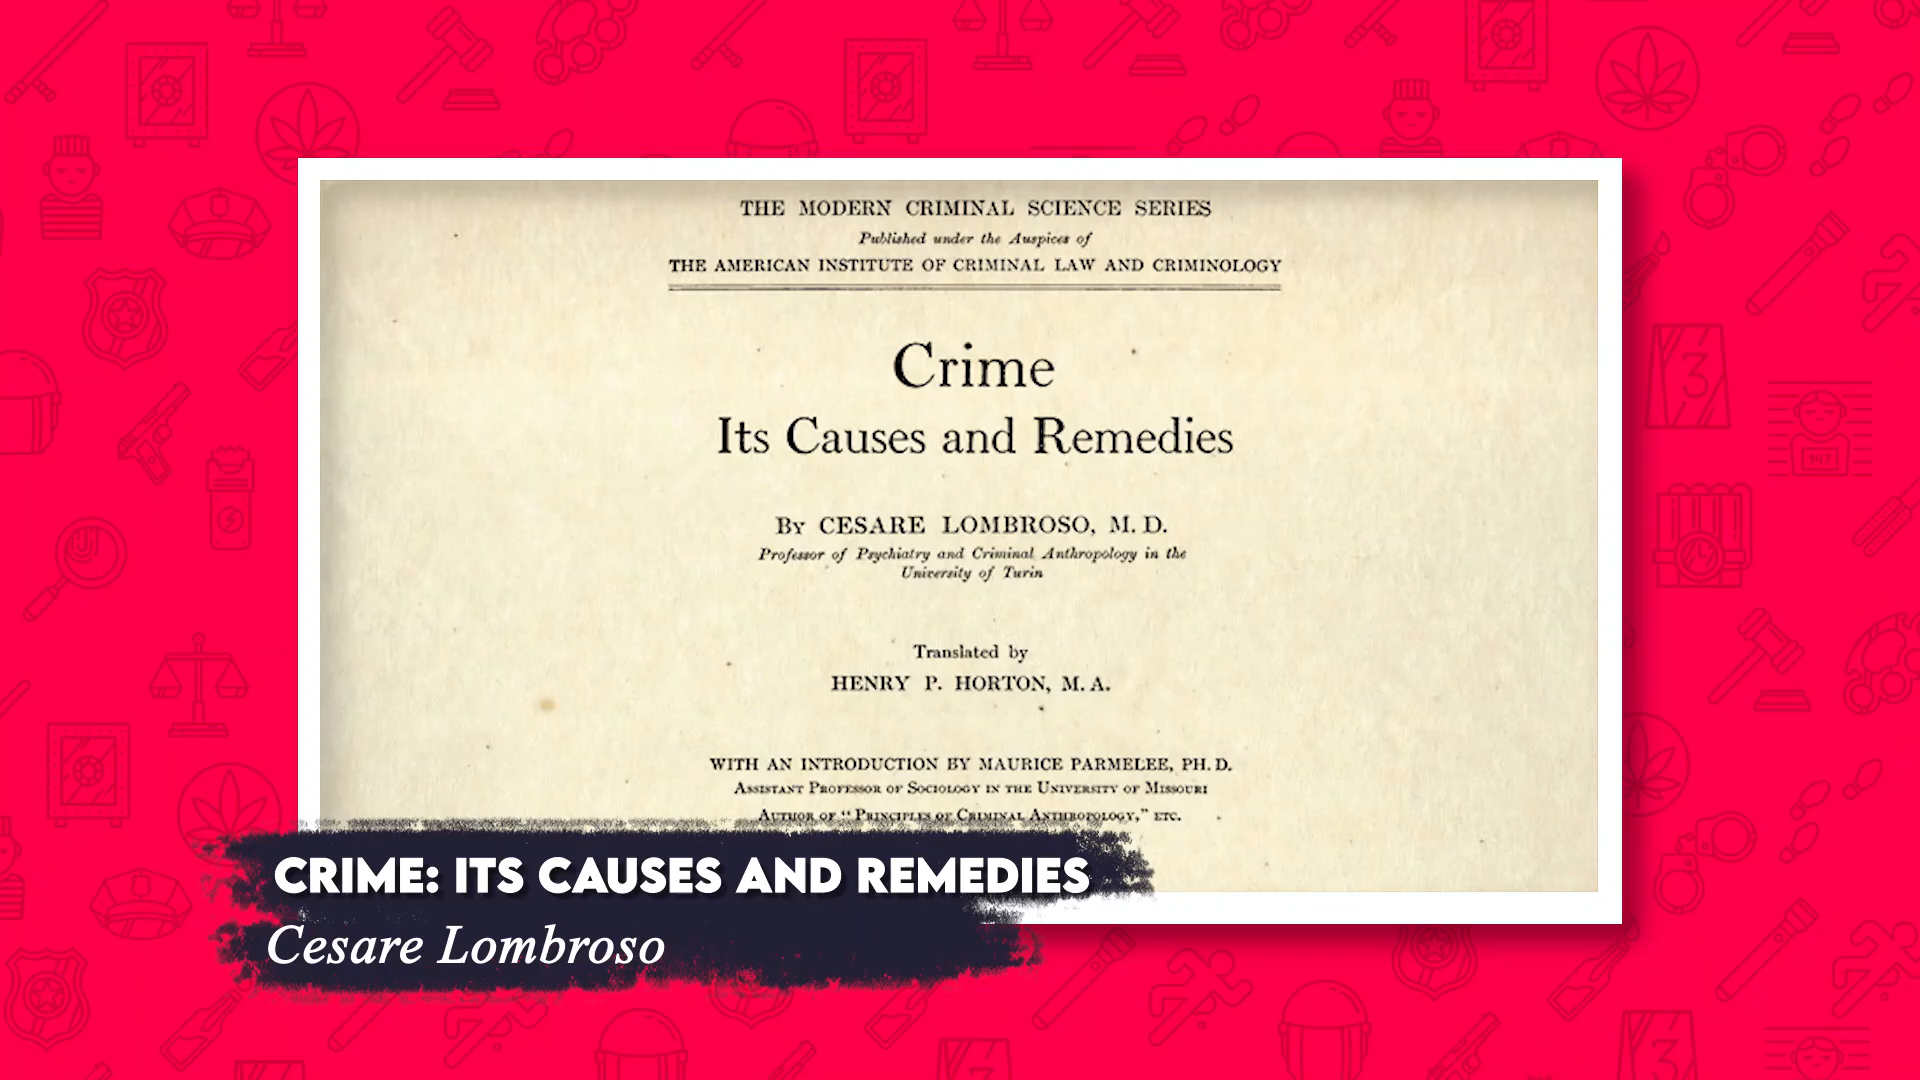 THE MODERN CRIMINAL SCIENCE SERIES
Published under the Auspices of
THE AMERICAN INSTITUTE OF CRIMINAL LAW AND CRIMINOLOGY
Crime
Its Causes and Remedies
By CESARE LOMBROSO, M. D.
Professor of Psychiatry and Criminal Anthropology in the
University of Turin
Translated by
HENRY P. HORTON, M. A.
WITH AN INTRODUCTION BY MAURICE PARMELEE, PH. D.
Assistant Professor of Sociology in the University of Missouri
Author of "Principles of Criminal Anthropology," etc.
CRIME: ITS CAUSES AND REMEDIES
Cesare Lombroso
3
3